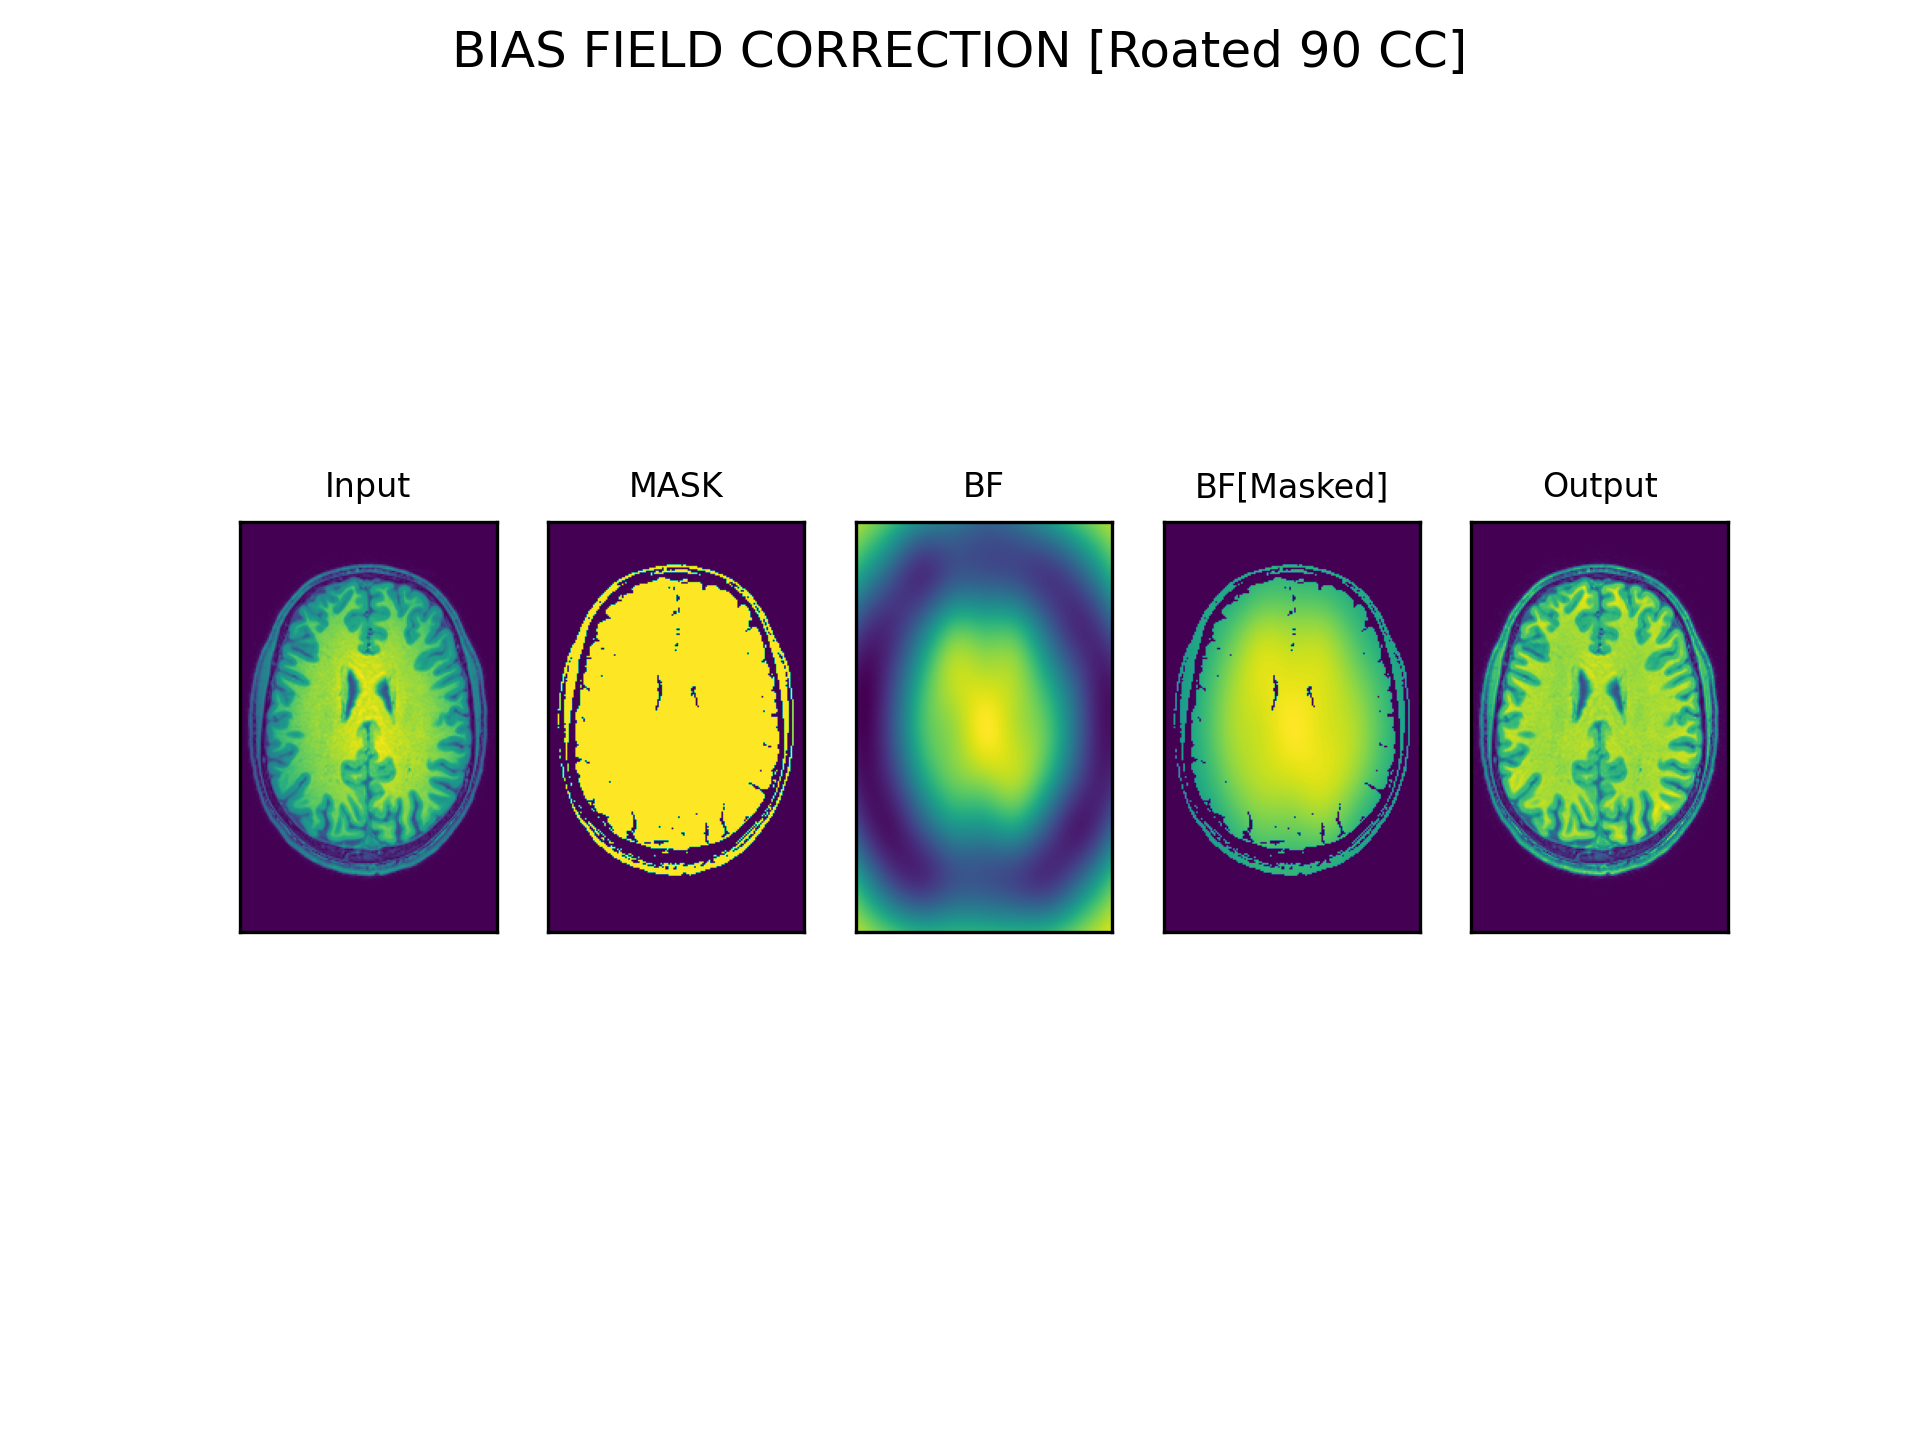 BIAS FIELD CORRECTION [Roated 90 CC]
Input
MASK
BF
BF[Masked]
Output